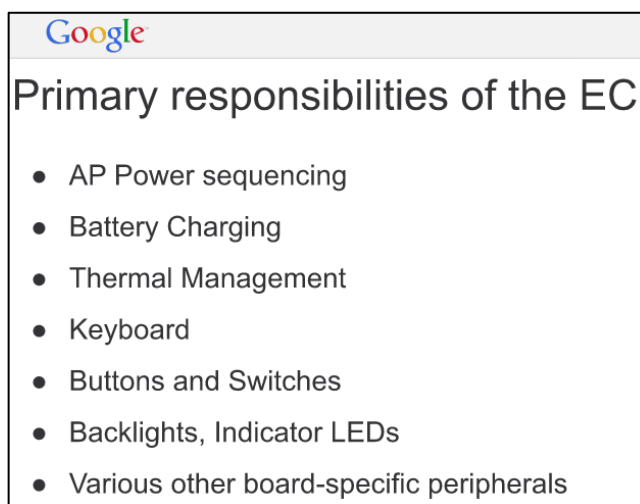 Google
Primary responsibilities of the EC
● AP Power sequencing
● Battery Charging
● Thermal Management
● Keyboard
● Buttons and Switches
● Backlights, Indicator LEDs
● Various other board-specific peripherals